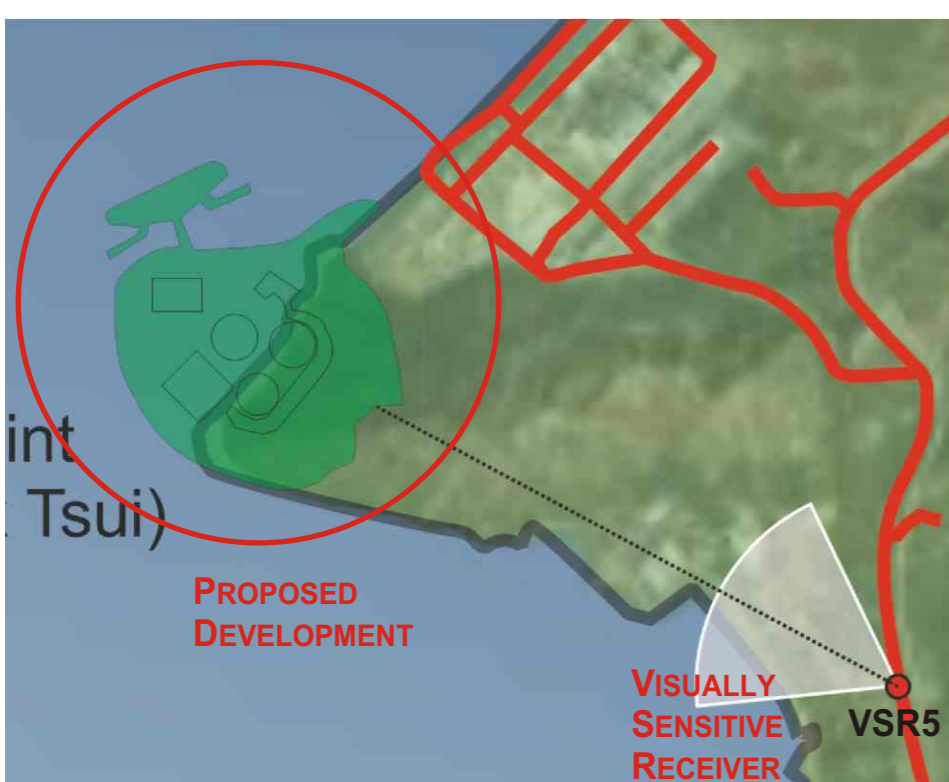 int
Tsui)
PROPOSED
DEVELOPMENT
VISUALLY
SENSITIVE
RECEIVER
VSR5